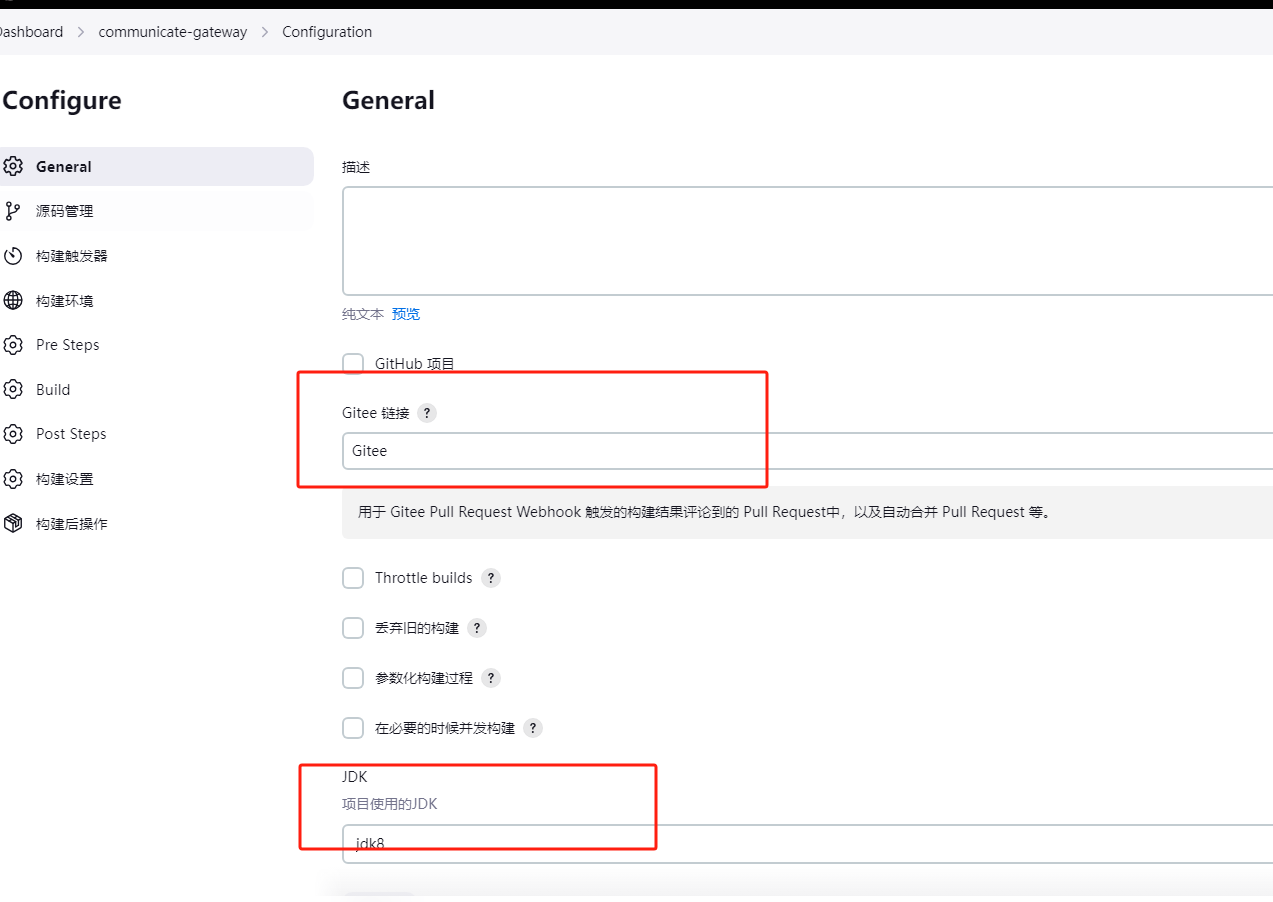 Dashboard > communicate-gateway > Configuration
Configure
General
源码管理
构建触发器
构建环境
Pre Steps
Build
Post Steps
构建设置
构建后操作
General
描述
纯文本 预览
GitHub 项目
Gitee 链接 ?
Gitee
用于 Gitee Pull Request Webhook 触发的构建结果评论到的 Pull Request中，以及自动合并 Pull Request 等。
Throttle builds ?
丢弃旧的构建 ?
参数化构建过程 ?
在必要的时候并发构建 ?
JDK
项目使用的JDK
jdk8